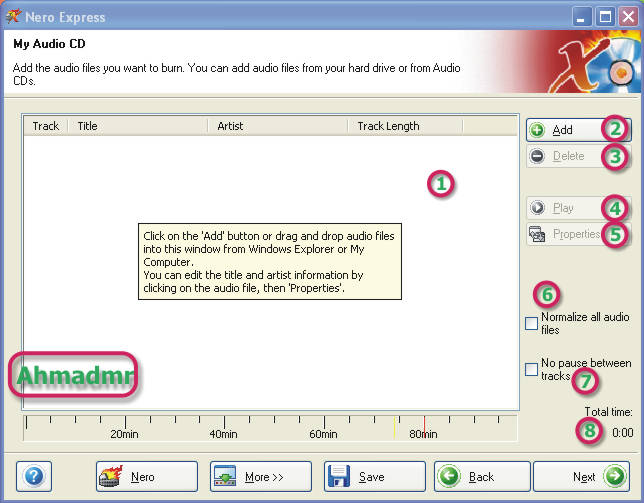 Nero Express
My Audio CD
Add the audio files you want to burn. You can add audio files from your hard drive or from Audio
CDs.
Track Title Artist Track Length
1
Add 2
Delete 3
Play 4
Properties 5
Click on the 'Add' button or drag and drop audio files
into this window from Windows Explorer or My
Computer.
You can edit the title and artist information by
clicking on the audio file, then 'Properties'.
6
Normalize all audio
files
No pause between
tracks
7
Ahmadmr
Total time:
8 0:00
20min 40min 60min 80min
? Nero More >> Save Back Next